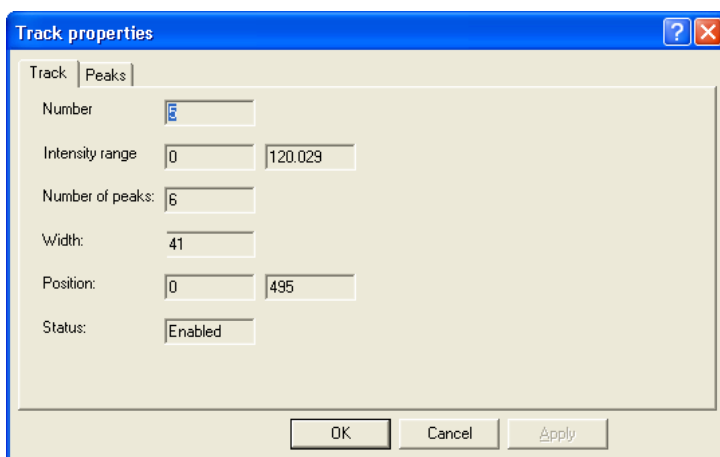 Track properties
Track Peaks
Number 5
Intensity range 0 120.029
Number of peaks: 6
Width: 41
Position: 0 495
Status: Enabled
OK Cancel Apply